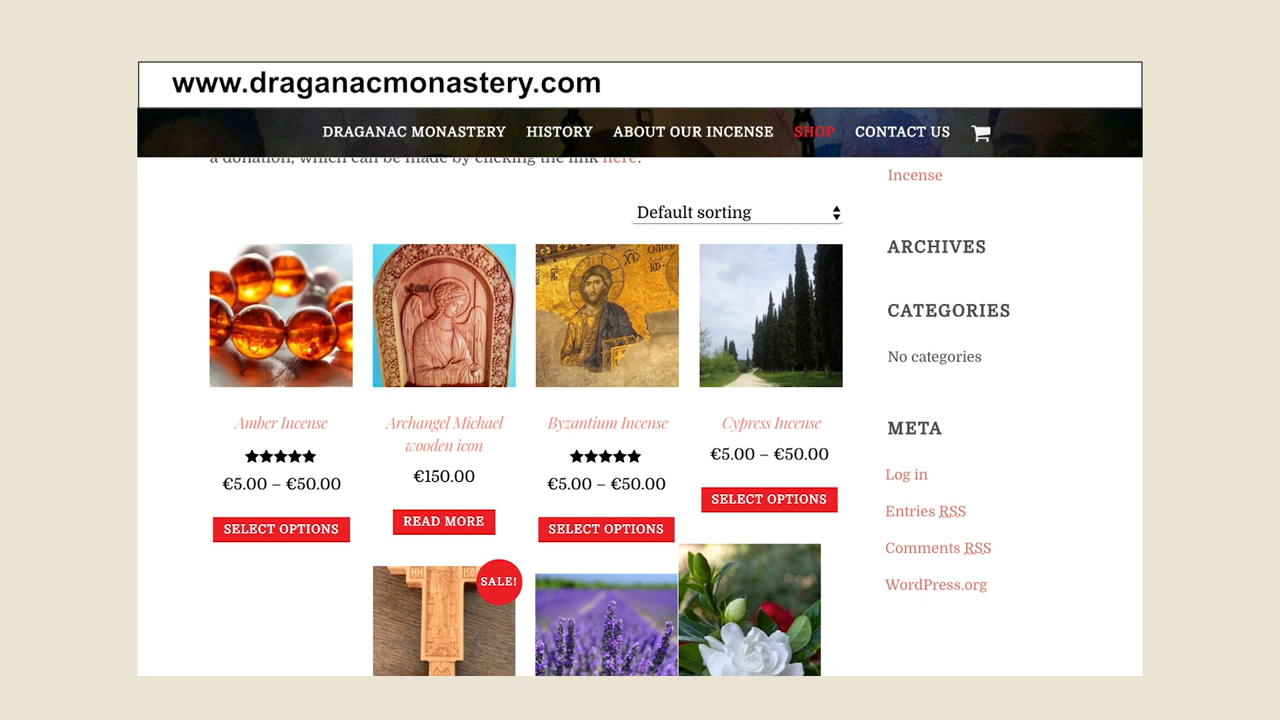 www.draganacmonastery.com
DRAGANAC MONASTERY HISTORY ABOUT OUR INCENSE SHOP CONTACT US
a donation, which can be made by clicking the link here.
Incense
Default sorting
ARCHIVES
CATEGORIES
No categories
META
Log in
Entries RSS
Comments RSS
WordPress.org
Amber Incense
€5.00 – €50.00
SELECT OPTIONS
Archangel Michael
wooden icon
€150.00
READ MORE
Byzantium Incense
€5.00 – €50.00
SELECT OPTIONS
Cypress Incense
€5.00 – €50.00
SELECT OPTIONS
SALE!